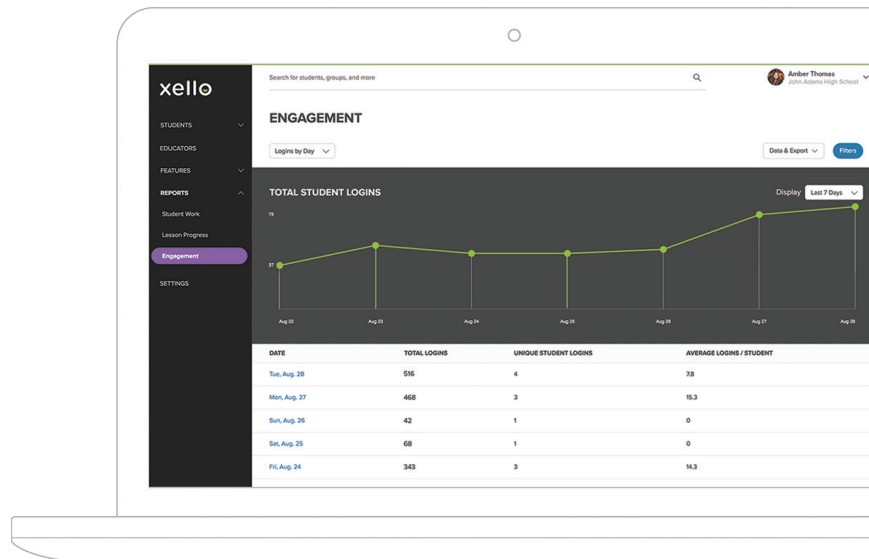 xello
Search for students, groups, and more
Amber Thomas
John Adams High School
STUDENTS
EDUCATORS
FEATURES
REPORTS
Student Work
Lesson Progress
Engagement
SETTINGS
ENGAGEMENT
Logins by Day
Date & Export
Filters
TOTAL STUDENT LOGINS
Display
Last 7 Days
75
37
Aug 22 Aug 23 Aug 24 Aug 25 Aug 26 Aug 27 Aug 28
DATE TOTAL LOGINS UNIQUE STUDENT LOGINS AVERAGE LOGINS / STUDENT
Tue, Aug. 28 516 4 7.8
Mon, Aug. 27 468 3 15.3
Sun, Aug. 26 42 1 0
Sat, Aug. 25 68 1 0
Fri, Aug. 24 343 3 14.3